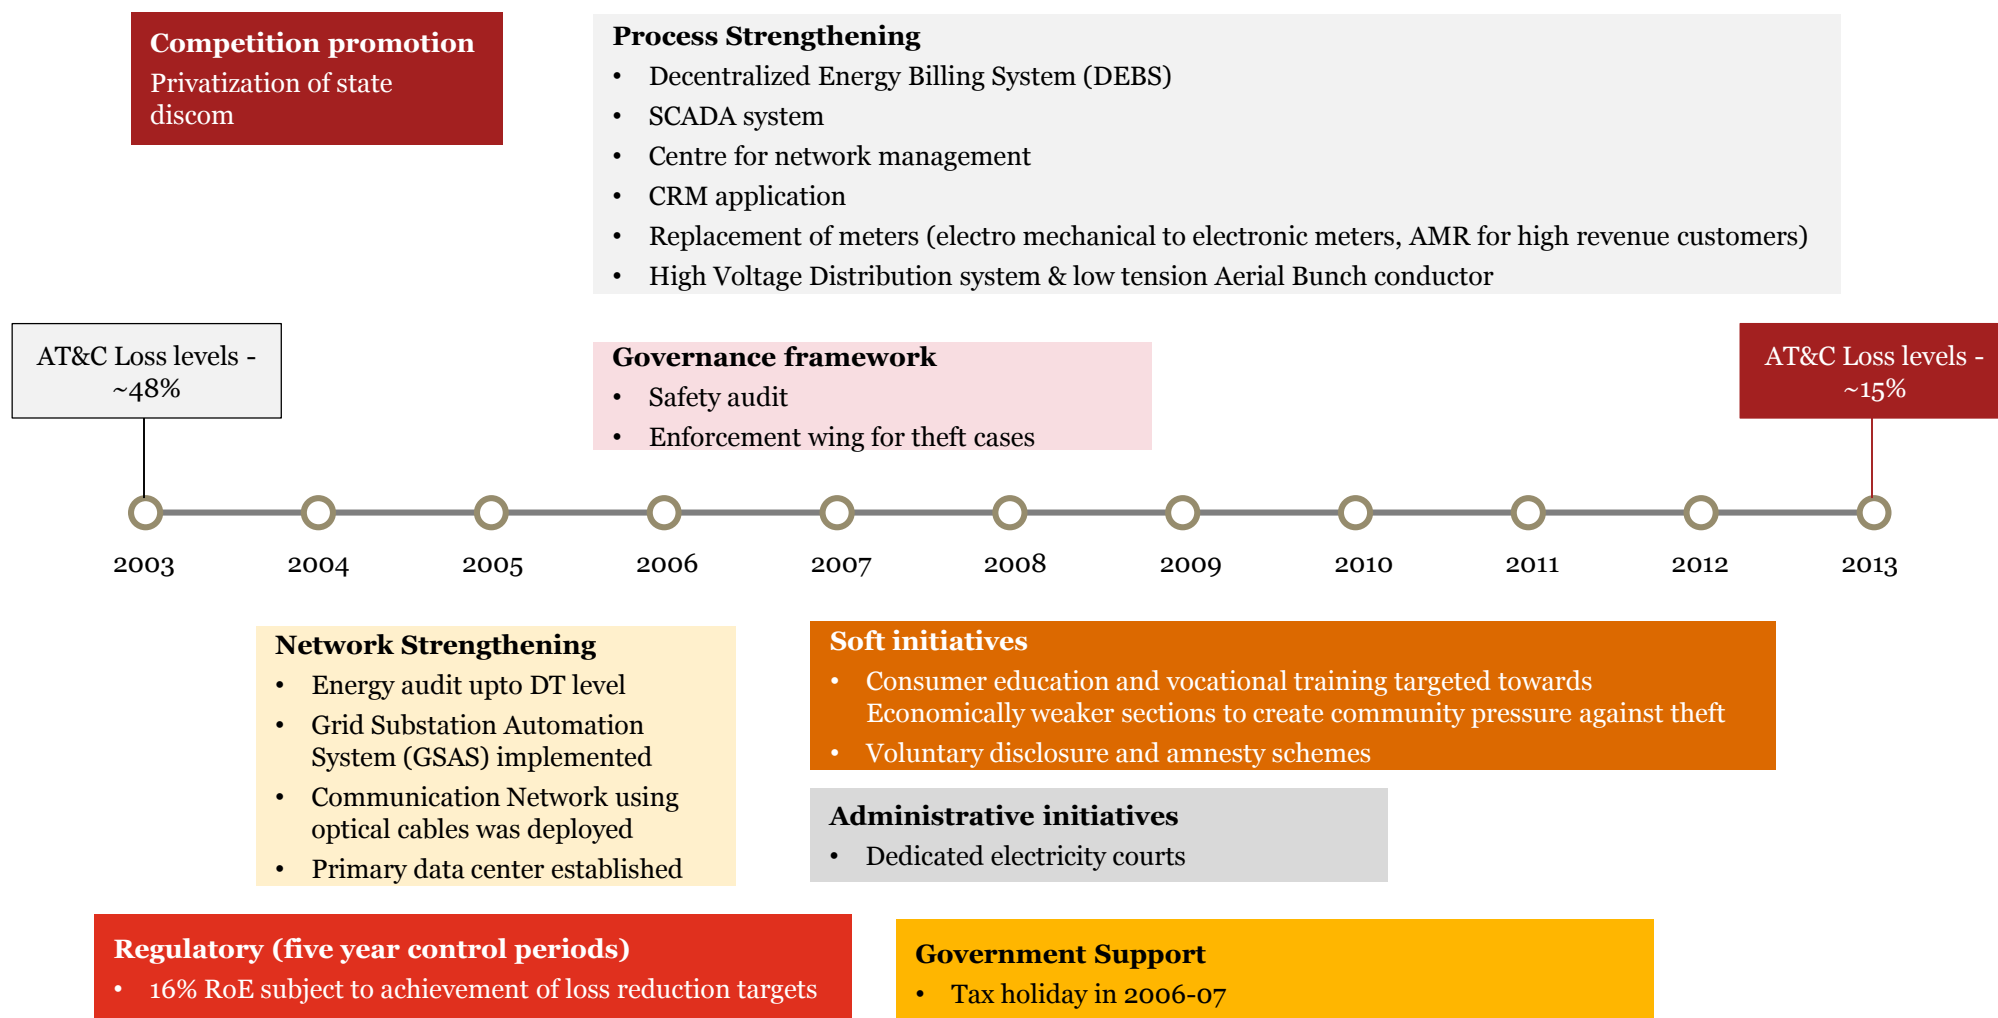 Competition promotion
Privatization of state
discom
Process Strengthening
• Decentralized Energy Billing System (DEBS)
• SCADA system
• Centre for network management
• CRM application
• Replacement of meters (electro mechanical to electronic meters, AMR for high revenue customers)
• High Voltage Distribution system & low tension Aerial Bunch conductor
AT&C Loss levels -
~48%
Governance framework
• Safety audit
• Enforcement wing for theft cases
AT&C Loss levels -
~15%
2003 2004 2005 2006 2007 2008 2009 2010 2011 2012 2013
Network Strengthening
• Energy audit upto DT level
• Grid Substation Automation
System (GSAS) implemented
• Communication Network using
optical cables was deployed
• Primary data center established
Soft initiatives
• Consumer education and vocational training targeted towards
Economically weaker sections to create community pressure against theft
• Voluntary disclosure and amnesty schemes
Administrative initiatives
• Dedicated electricity courts
Regulatory (five year control periods)
• 16% RoE subject to achievement of loss reduction targets
Government Support
• Tax holiday in 2006-07